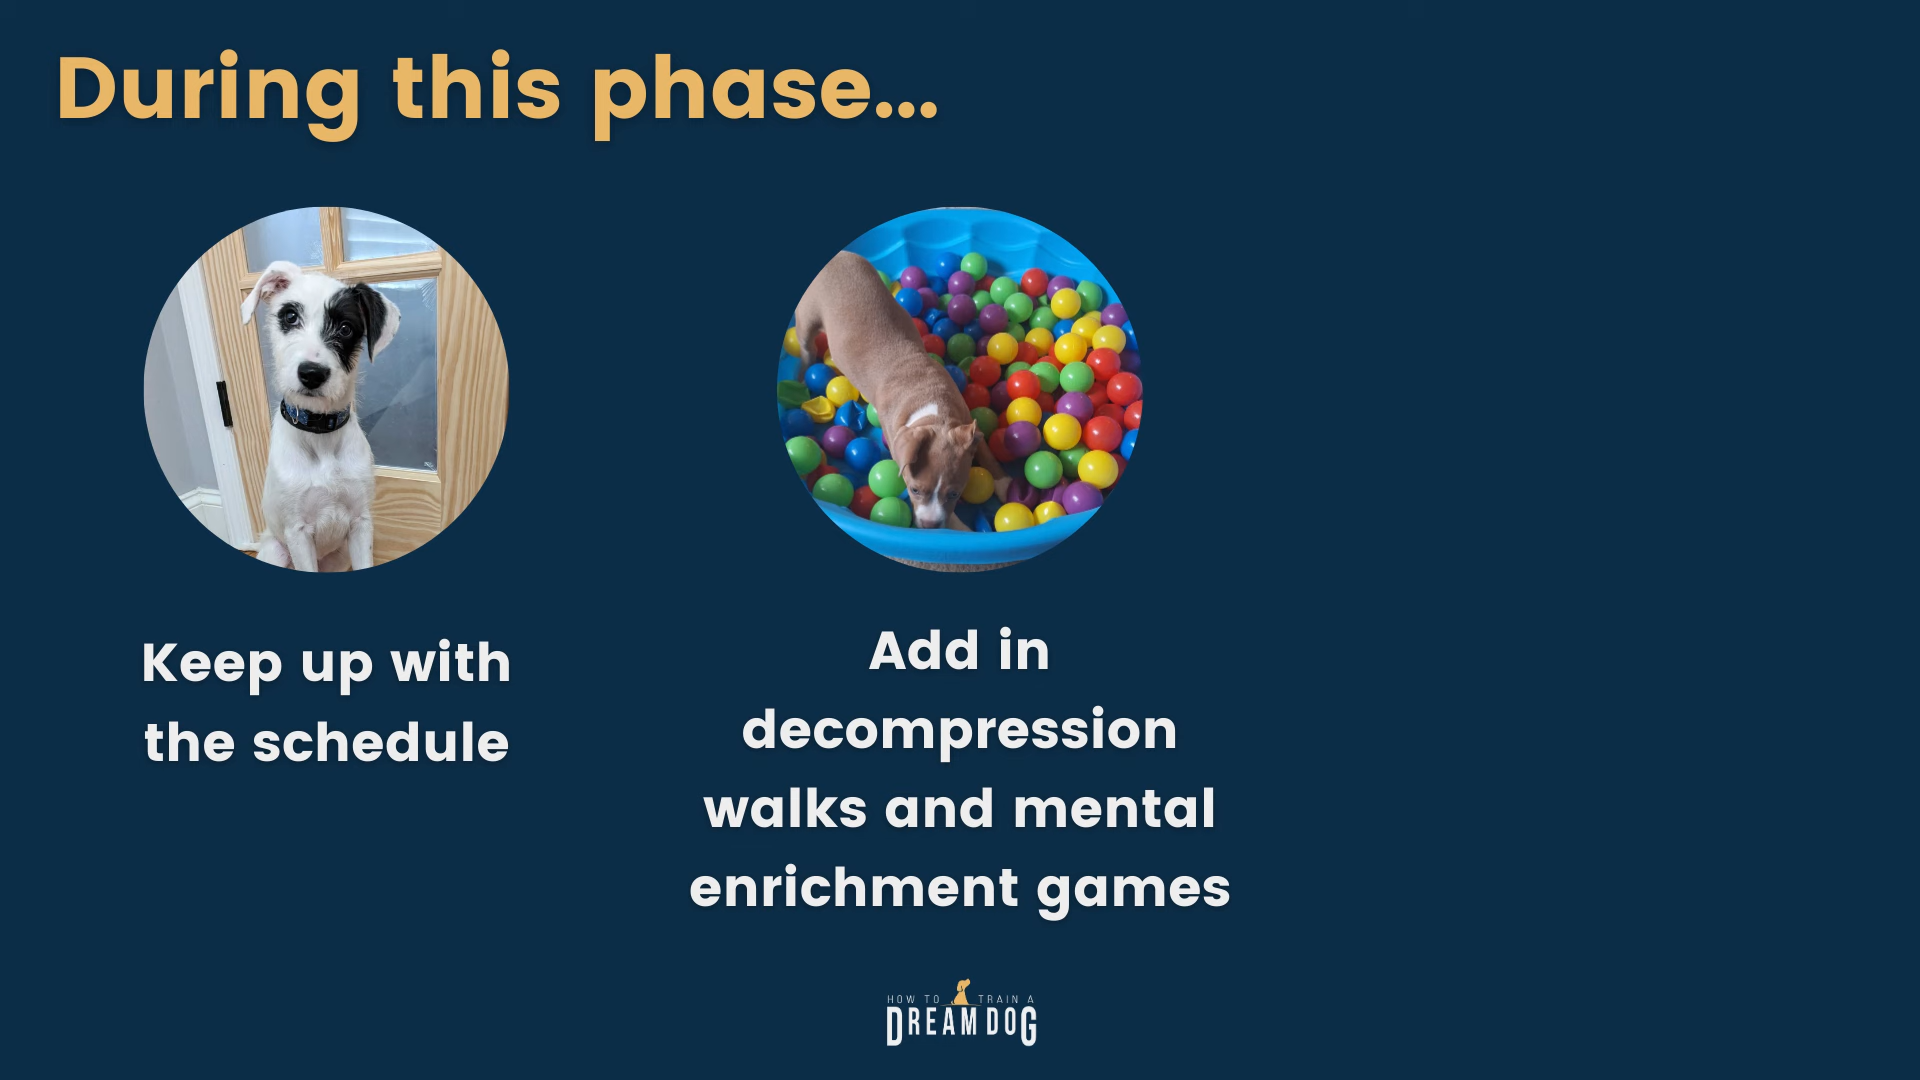 During this phase...
Keep up with
the schedule
Add in
decompression
walks and mental
enrichment games
HOW TO TRAIN A
DREAM DOG